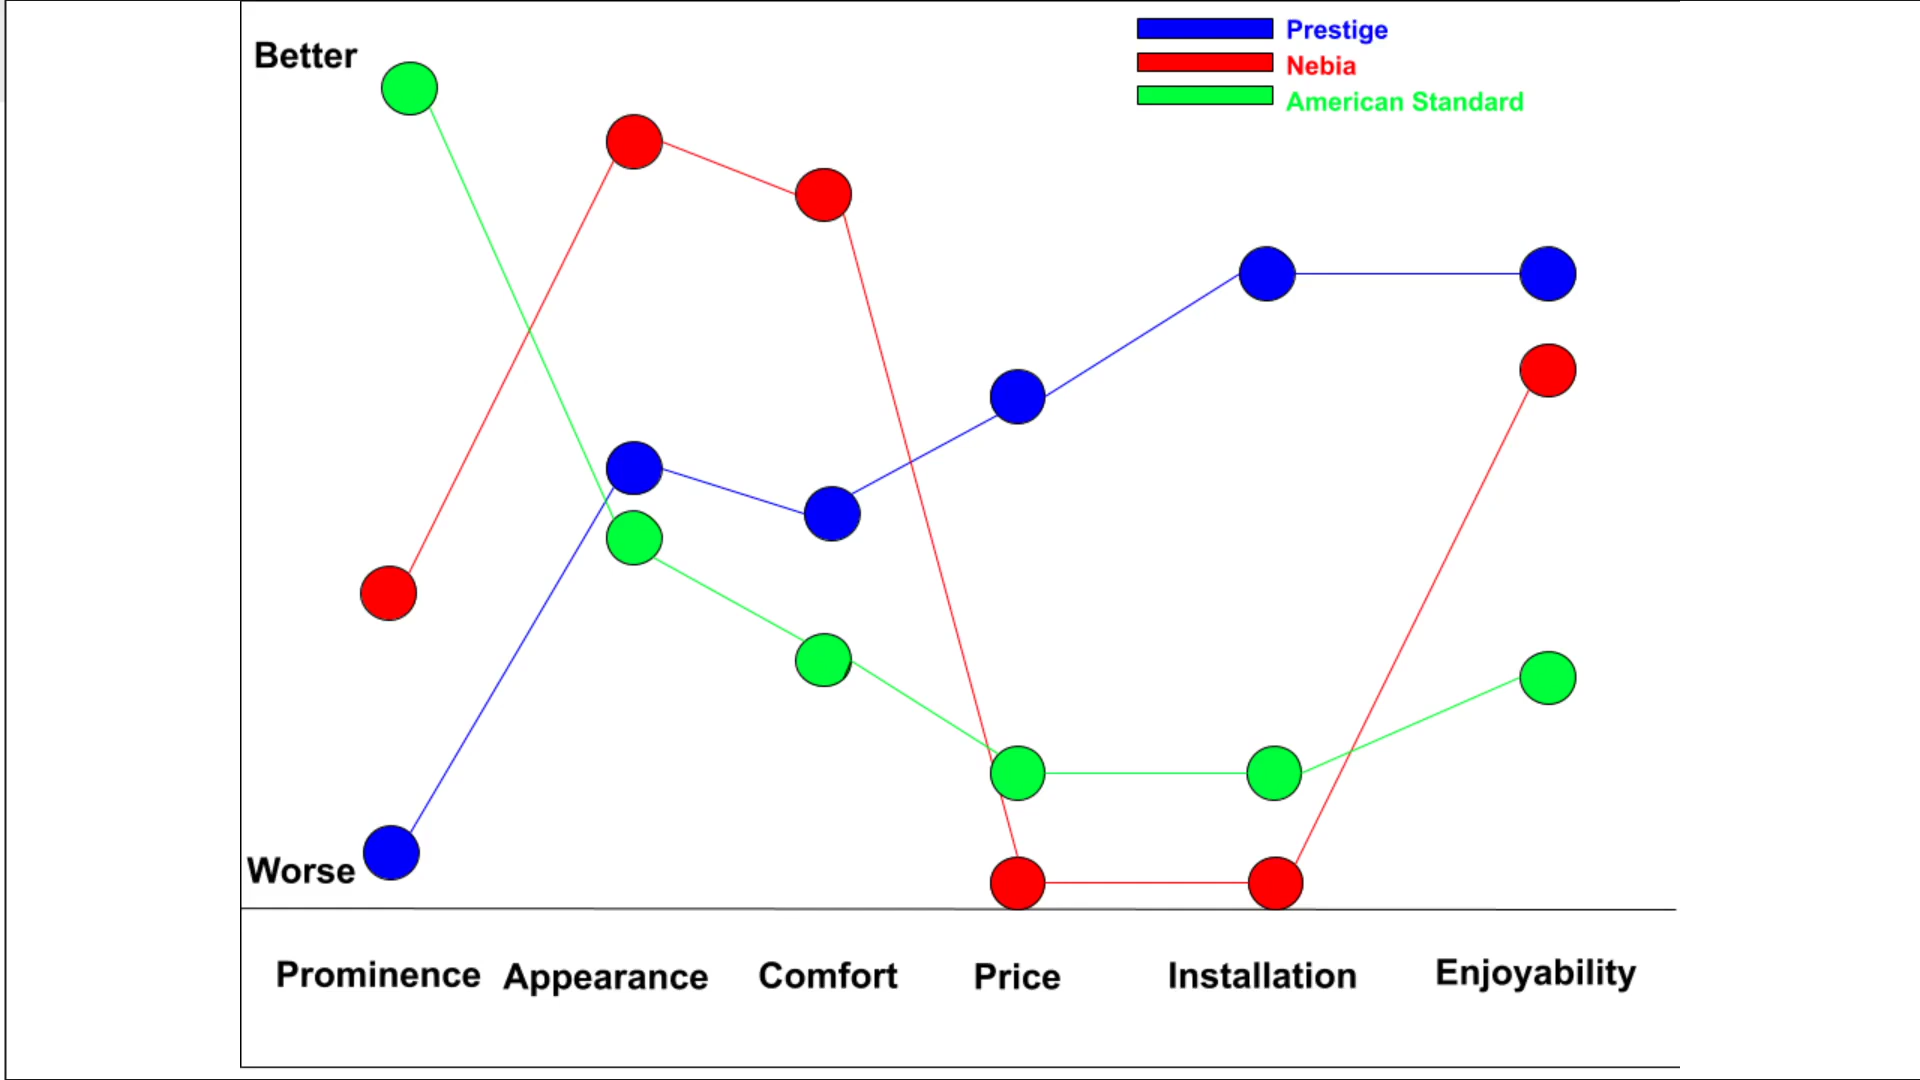 Better
Prestige
Nebia
American Standard
Worse
Prominence
Appearance
Comfort
Price
Installation
Enjoyability